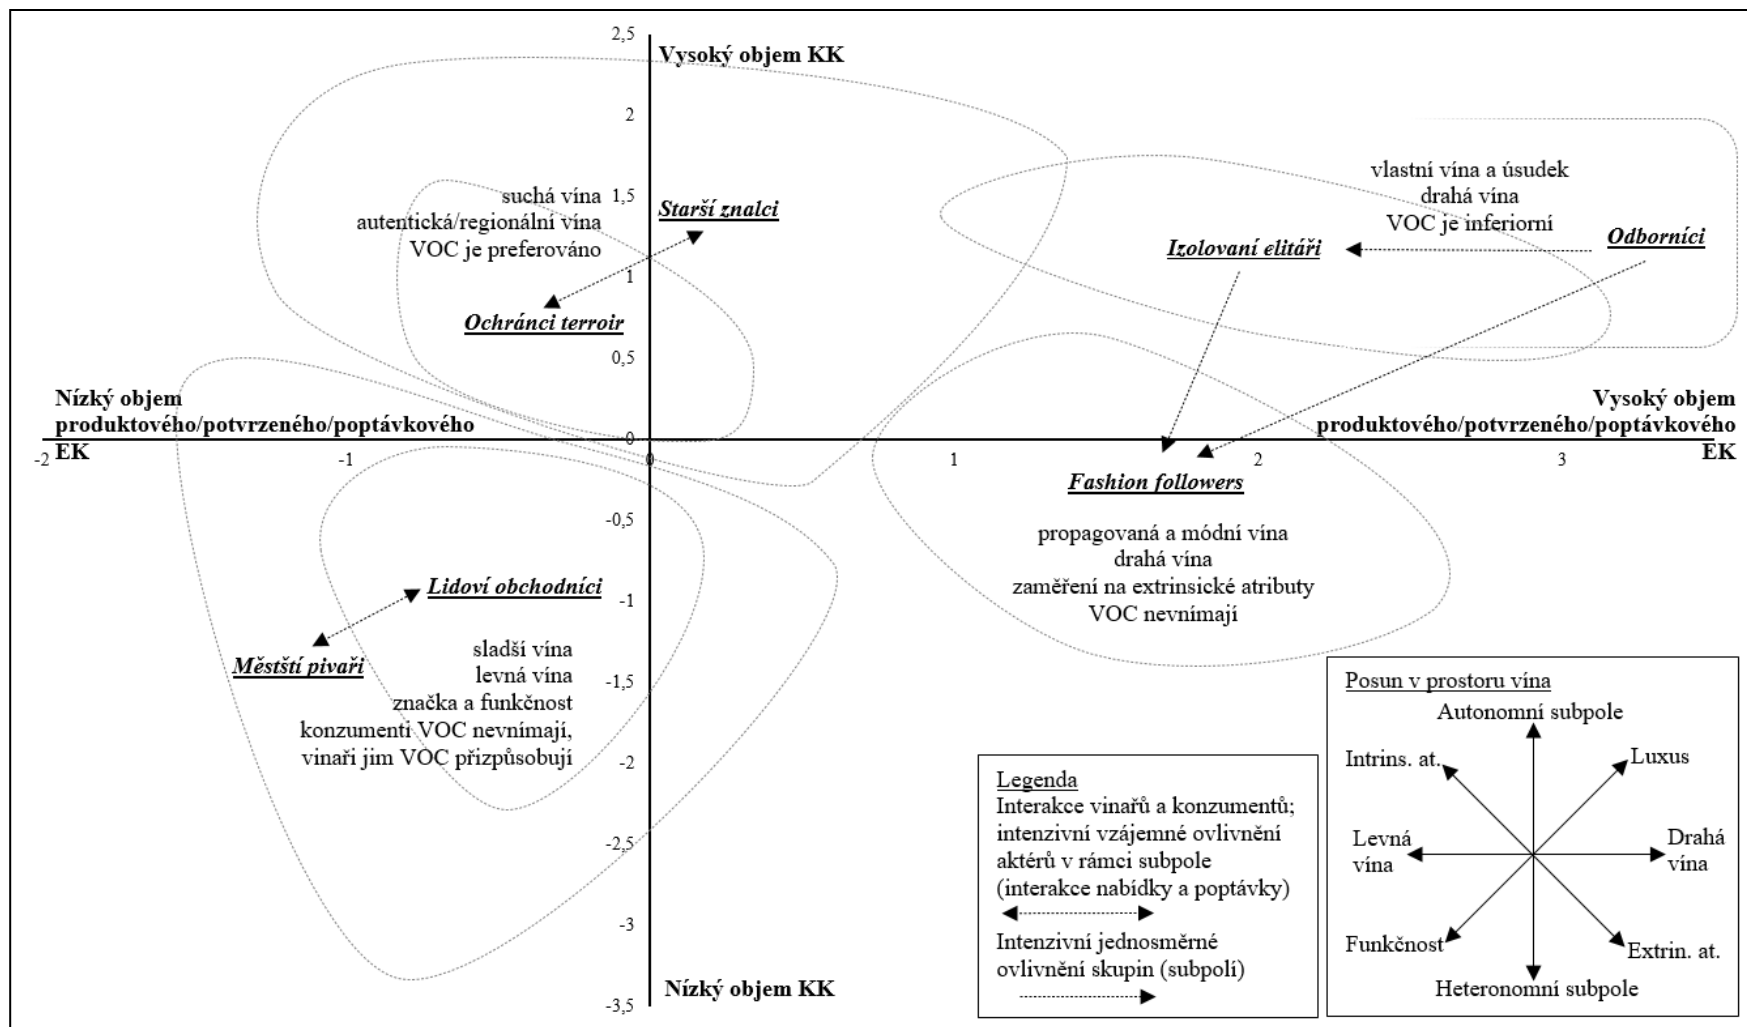 2,5
Vysoký objem KK
2
1,5
1
0,5
0
-0,5
-1
-1,5
-2
-2,5
-3
-3,5
Nízký objem KK
suchá vína
autentická/regionální vína
VOC je preferováno
Starší znalci
Ochránci terroir
vlastní vína a úsudek
drahá vína
VOC je inferiorní
Izolovaní elitáři
Odborníci
Nízký objem
produktového/potvrzeného/poptávkového
EK
Vysoký objem
produktového/potvrzeného/poptávkového
EK
-2
-1
0
1
2
3
Fashion followers
propagovaná a módní vína
drahá vína
zaměření na extrinsické atributy
VOC nevnímají
Lidoví obchodníci
Městští pivaři
sladší vína
levná vína
značka a funkčnost
konzumenti VOC nevnímají,
vinaři jim VOC přizpůsobují
Legenda
Interakce vinařů a konzumentů;
intenzivní vzájemné ovlivnění
aktérů v rámci subpole
(interakce nabídky a poptávky)
Intenzivní jednosměrné
ovlivnění skupin (subpolí)
Posun v prostoru vína
Autonomní subpole
Intrins. at.
Luxus
Levná
vína
Drahá
vína
Funkčnost
Extrin. at.
Heteronomní subpole